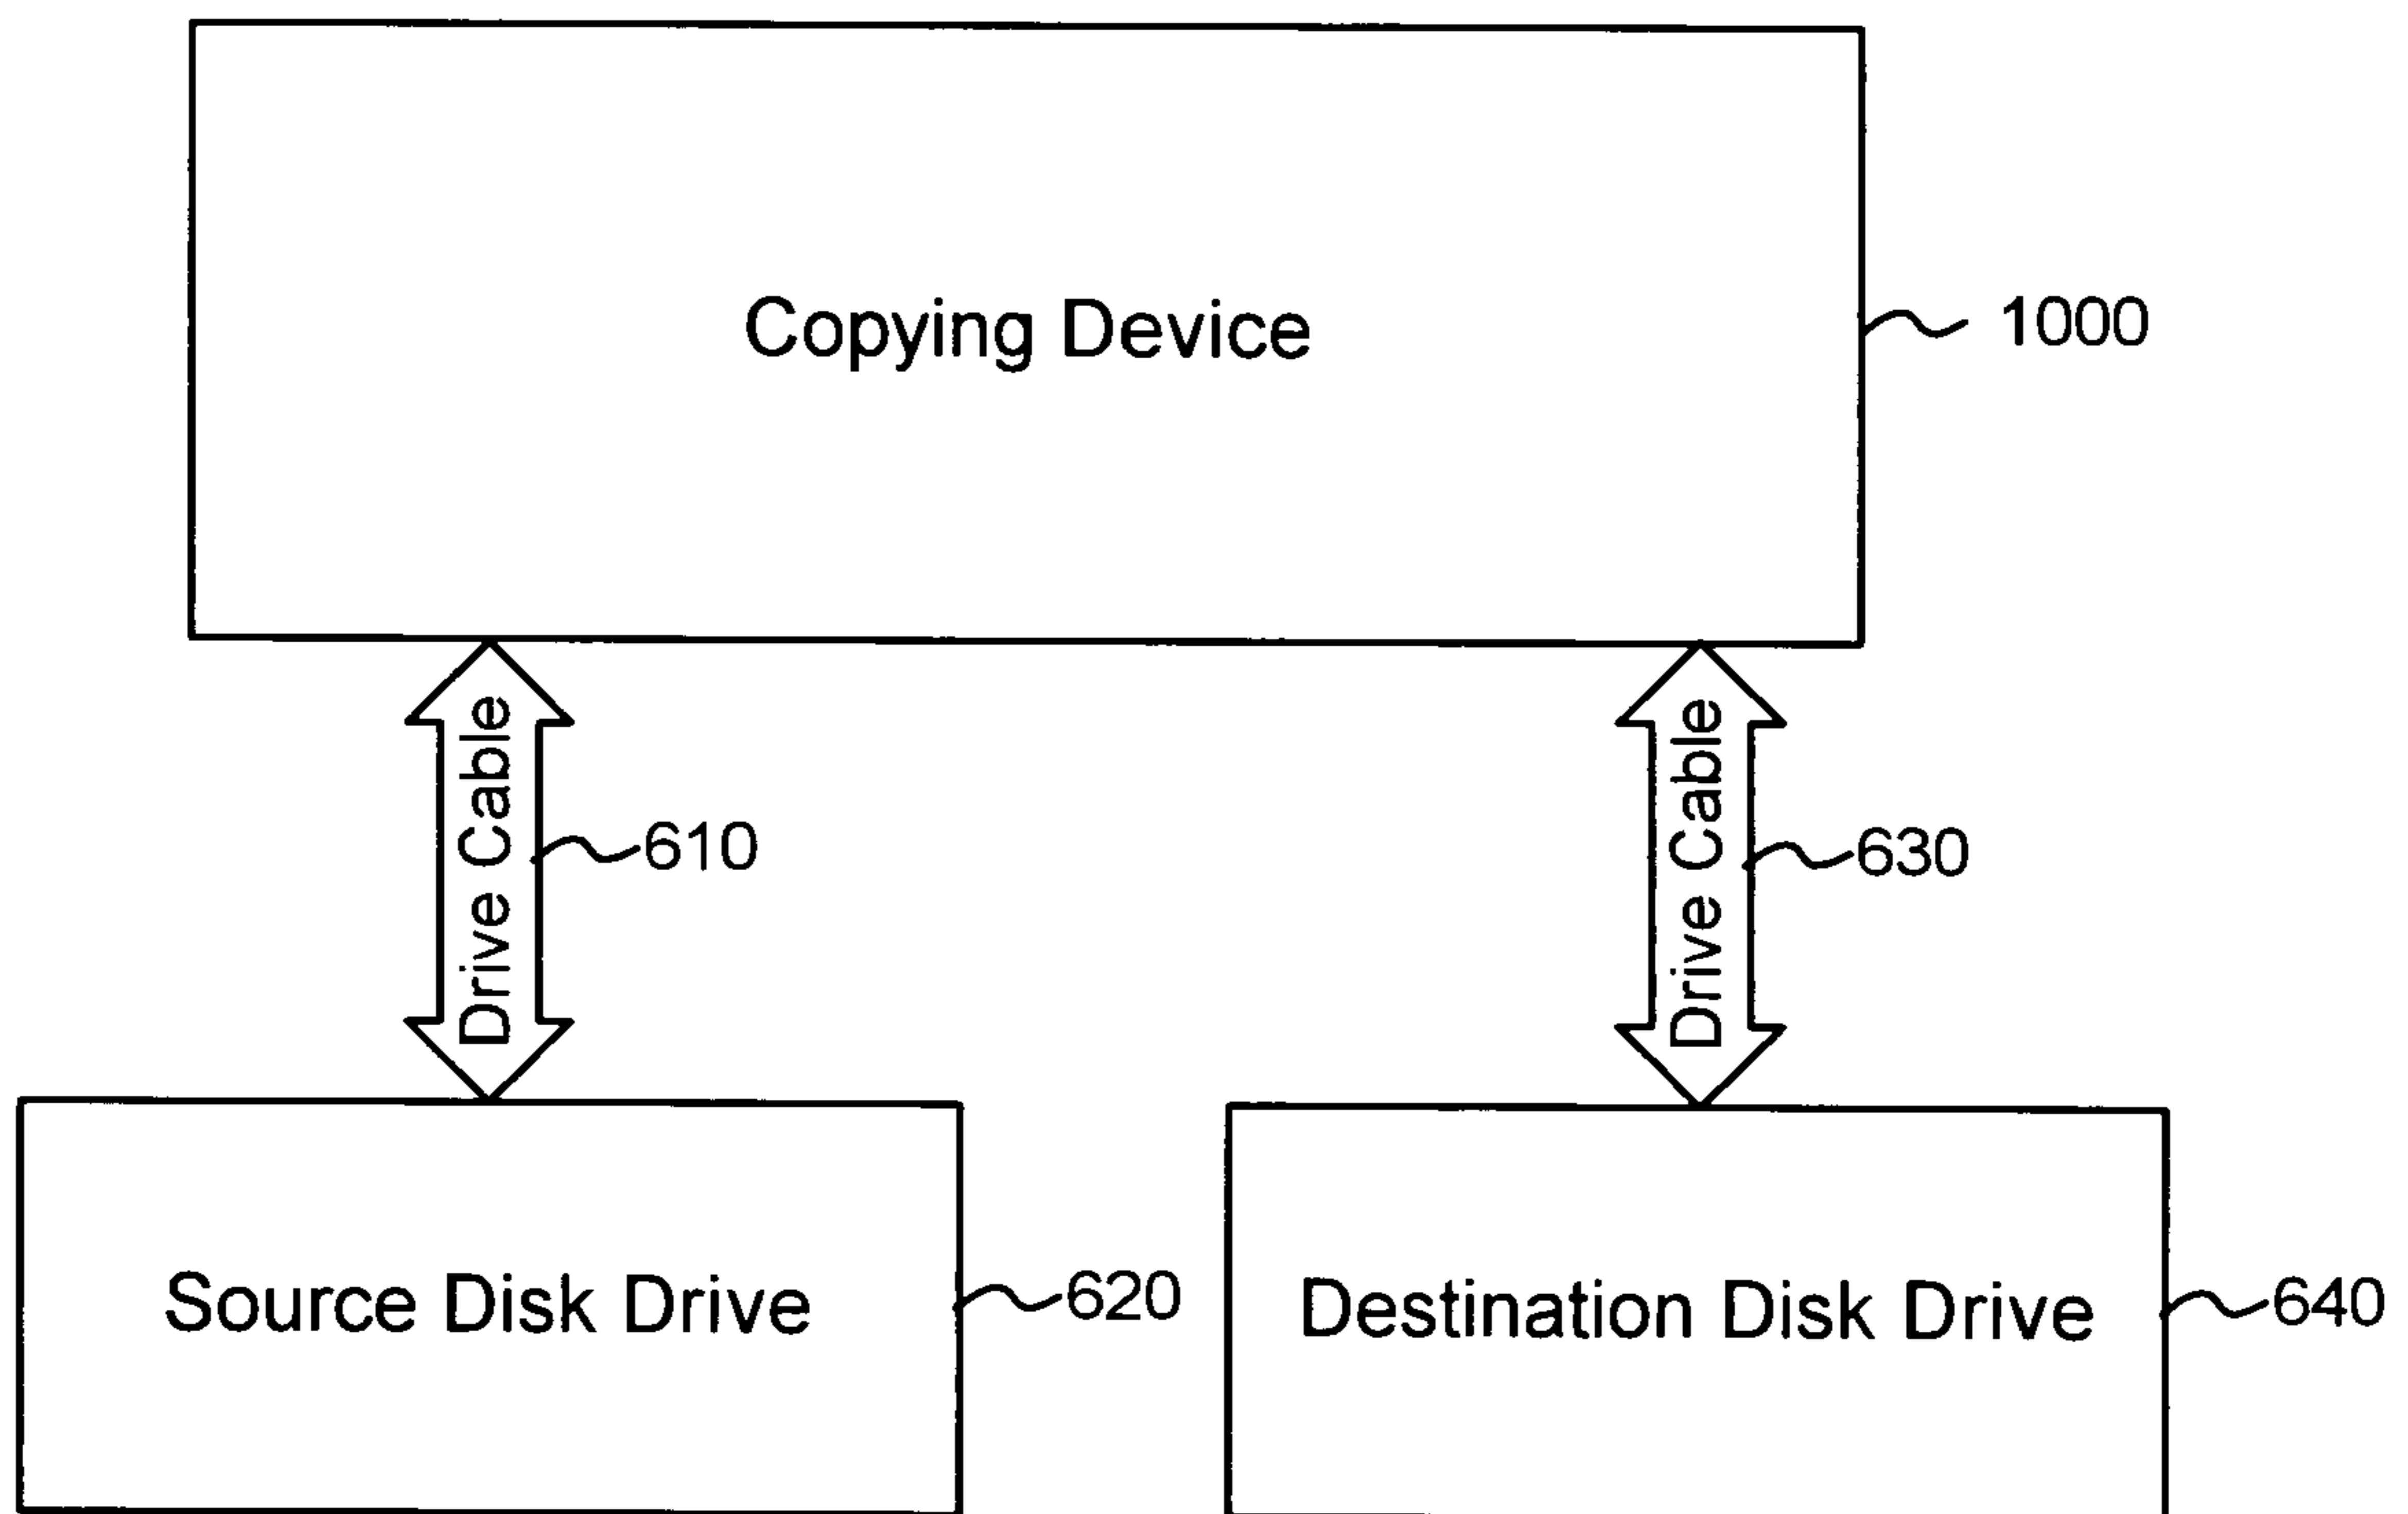 Copying Device
1000
Drive Cable
610
Drive Cable
630
Source Disk Drive
620
Destination Disk Drive
640